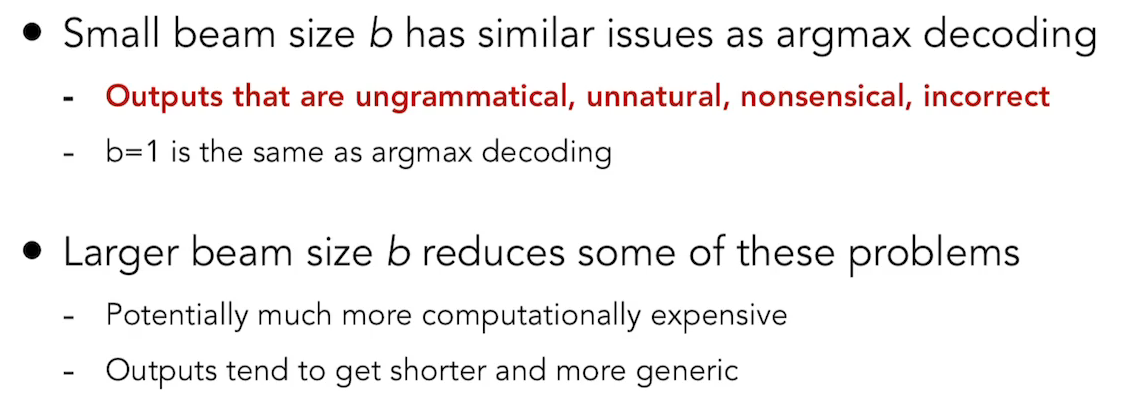 • Small beam size b has similar issues as argmax decoding
- Outputs that are ungrammatical, unnatural, nonsensical, incorrect
- b=1 is the same as argmax decoding
• Larger beam size b reduces some of these problems
- Potentially much more computationally expensive
- Outputs tend to get shorter and more generic